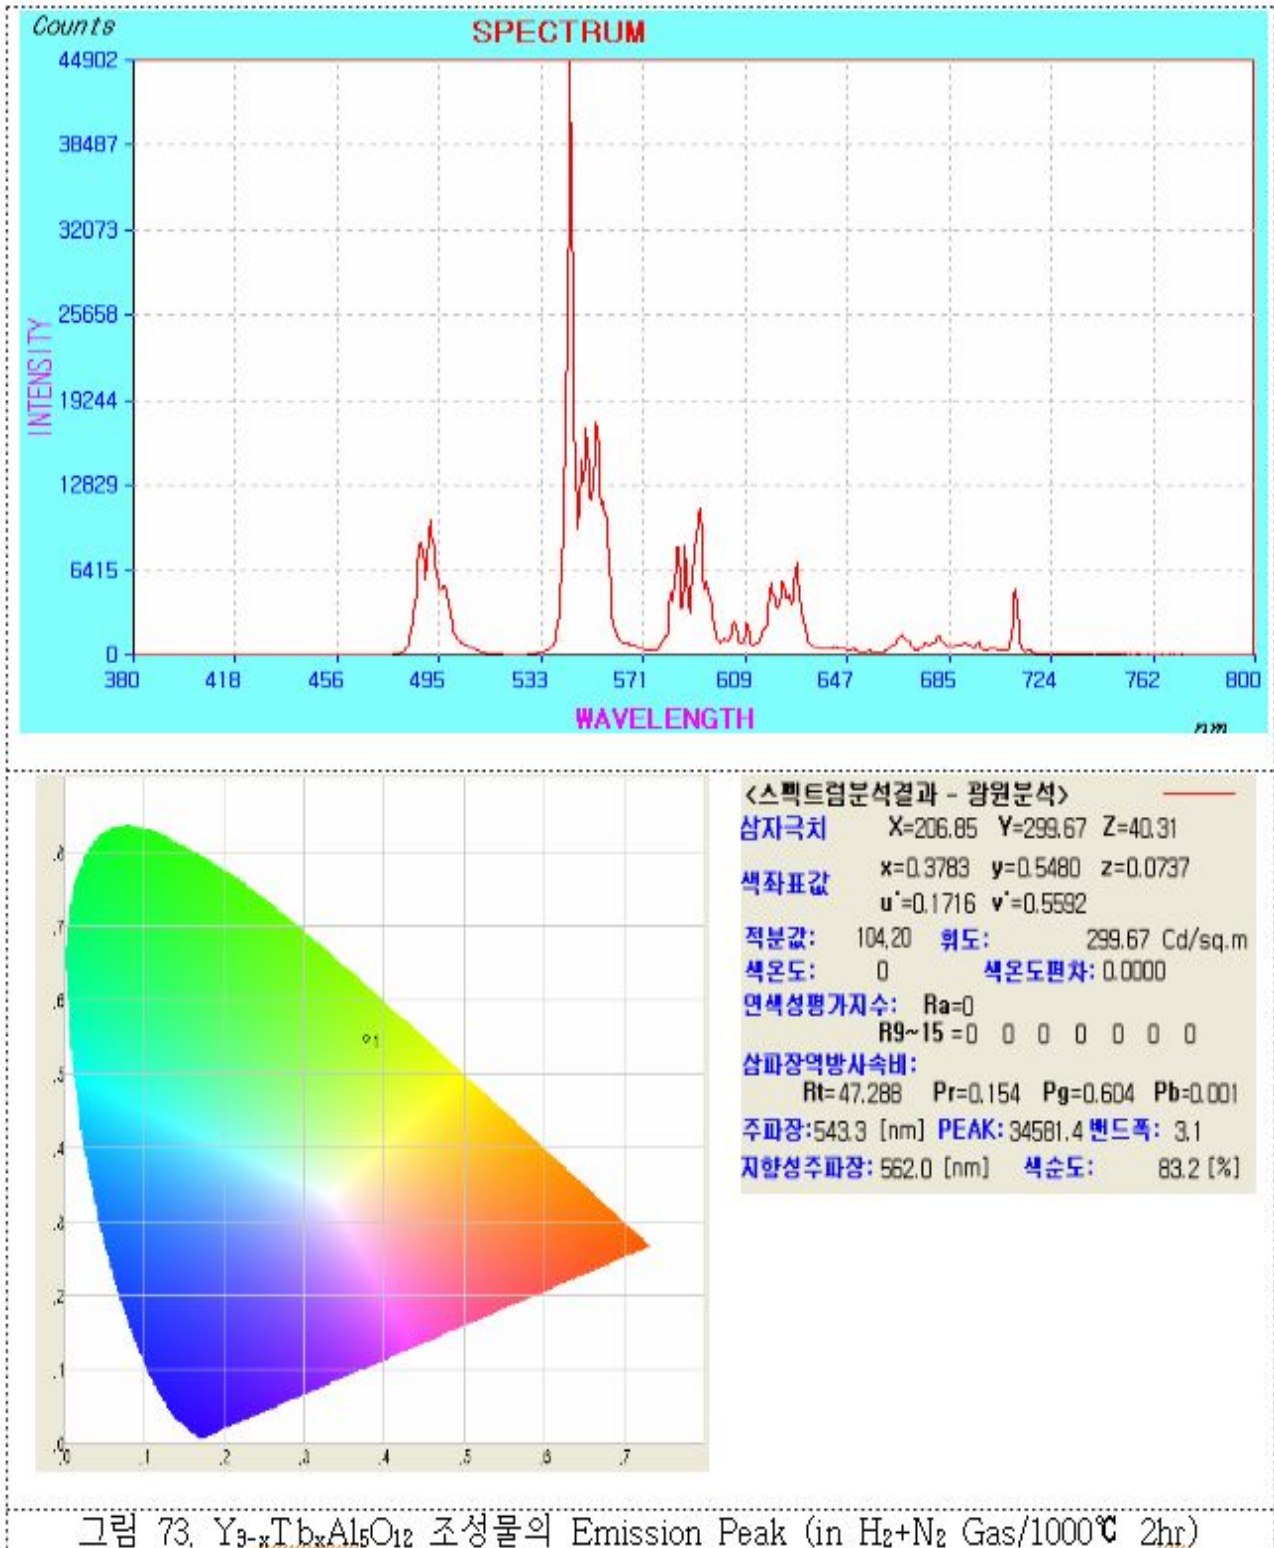 Counts
SPECTRUM
44902
38487
32073
25658
19244
12829
6415
0
INTENSITY
380 418 456 495 533 571 609 647 685 724 762 800
WAVELENGTH
nm
.8
.7
.6
.5
.4
.3
.2
.1
.0
.0 .1 .2 .3 .4 .5 .6 .7
1
<스펙트럼분석결과 - 광원분석>
삼자극치 X=206.85 Y=299.67 Z=40.31
색좌표값 x=0.3783 y=0.5480 z=0.0737
u'=0.1716 v'=0.5592
적분값: 104,20 휘도: 299.67 Cd/sq.m
색온도: 0 색온도편차: 0.0000
연색성평가지수: Ra=0
R9~15 =0 0 0 0 0 0 0
삼파장역방사속비:
Rt=47.288 Pr=0.154 Pg=0.604 Pb=0.001
주파장:543.3 [nm] PEAK: 34581.4 밴드폭: 3.1
지향성주파장: 562.0 [nm] 색순도: 83.2 [%]
그림 73. Y₃₋ₓTbₓAl₅O₁₂ 조성물의 Emission Peak (in H₂+N₂ Gas/1000℃ 2hr)